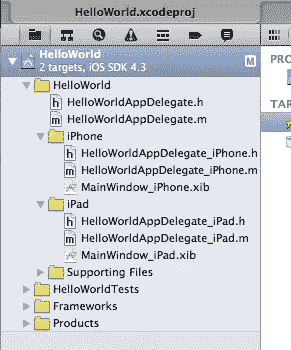 HelloWorld.xcodeproj
HelloWorld
2 targets, iOS SDK 4.3
M
HelloWorld
h HelloWorldAppDelegate.h
m HelloWorldAppDelegate.m
iPhone
h HelloWorldAppDelegate_iPhone.h
m HelloWorldAppDelegate_iPhone.m
MainWindow_iPhone.xib
iPad
h HelloWorldAppDelegate_iPad.h
m HelloWorldAppDelegate_iPad.m
MainWindow_iPad.xib
Supporting Files
HelloWorldTests
Frameworks
Products
PRO
TAR